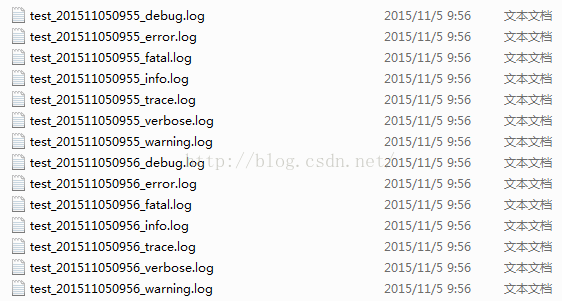 test_201511050955_debug.log 2015/11/5 9:56 文本文档
test_201511050955_error.log 2015/11/5 9:56 文本文档
test_201511050955_fatal.log 2015/11/5 9:56 文本文档
test_201511050955_info.log 2015/11/5 9:56 文本文档
test_201511050955_trace.log 2015/11/5 9:56 文本文档
test_201511050955_verbose.log 2015/11/5 9:56 文本文档
test_201511050955_warning.log 2015/11/5 9:56 文本文档
test_201511050956_debug.log 2015/11/5 9:56 文本文档
http://blog.csdn.net/
test_201511050956_error.log 2015/11/5 9:56 文本文档
test_201511050956_fatal.log 2015/11/5 9:56 文本文档
test_201511050956_info.log 2015/11/5 9:56 文本文档
test_201511050956_trace.log 2015/11/5 9:56 文本文档
test_201511050956_verbose.log 2015/11/5 9:56 文本文档
test_201511050956_warning.log 2015/11/5 9:56 文本文档